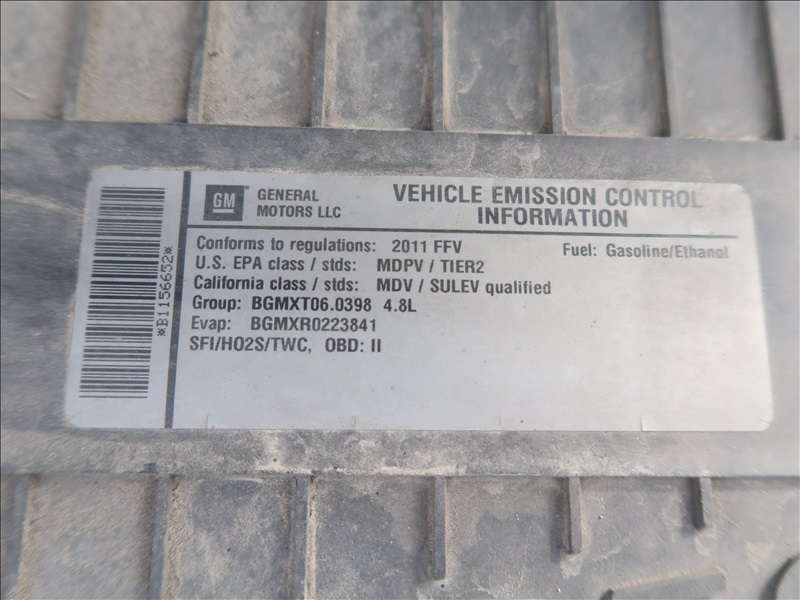 GM
GENERAL
MOTORS LLC
VEHICLE EMISSION CONTROL
INFORMATION
Conforms to regulations: 2011 FFV
Fuel: Gasoline/Ethanol
U.S. EPA class / stds: MDPV / TIER2
California class / stds: MDV / SULEV qualified
Group: BGMXT06.0398 4.8L
Evap: BGMXR0223841
SFI/HO2S/TWC, OBD: II
*B1156652*